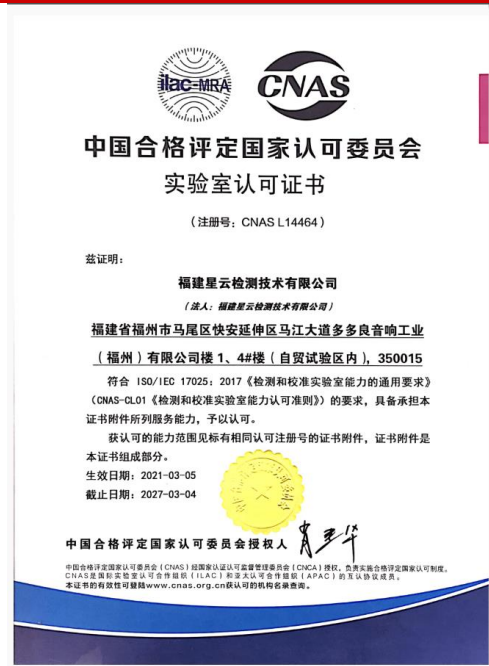 ilac-MRA
CNAS
中国合格评定国家认可委员会
实验室认可证书
（注册号：CNAS L14464）
兹证明：
福建星云检测技术有限公司
（法人：福建星云检测技术有限公司）
福建省福州市马尾区快安延伸区马江大道多多良音响工业
（福州）有限公司楼 1、4#楼（自贸试验区内），350015
符合 ISO/IEC 17025：2017《检测和校准实验室能力的通用要求》
（CNAS-CL01《检测和校准实验室能力认可准则》）的要求，具备承担本
证书附件所列服务能力，予以认可。
获认可的能力范围见标有相同认可注册号的证书附件，证书附件是
本证书组成部分。
生效日期：2021-03-05
截止日期：2027-03-04
中国合格评定国家认可委员会授权人
中国合格评定国家认可委员会（CNAS）经国家认证认可监督管理委员会（CNCA）授权，负责实施合格评定国家认可制度。
CNAS是国际实验室认可合作组织（ILAC）和亚太认可合作组织（APAC）的互认协议成员。
本证书的有效性可登陆www.cnas.org.cn获认可的机构名录查询。